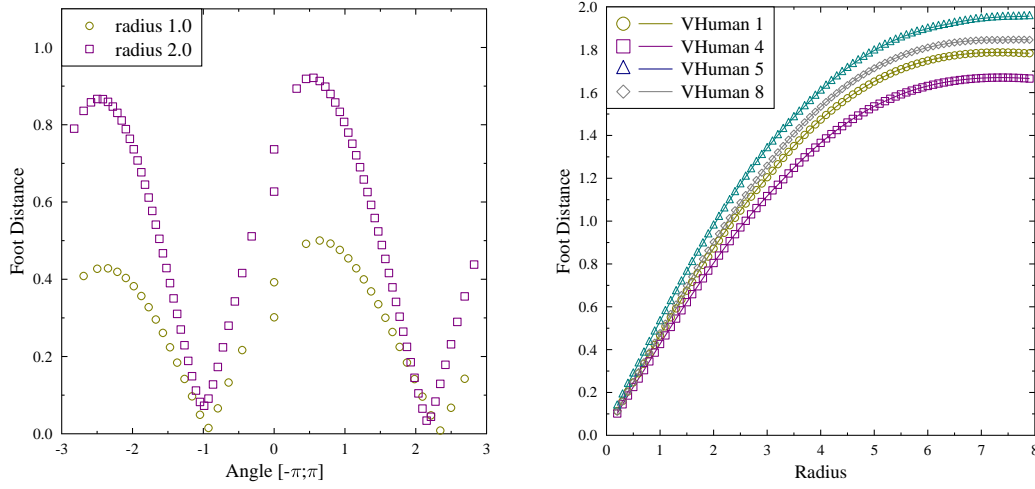 radius 1.0
radius 2.0
Foot Distance
1.0
0.8
0.6
0.4
0.2
0.0
-3 -2 -1 0 1 2 3
Angle [-π;π]
VHuman 1
VHuman 4
VHuman 5
VHuman 8
Foot Distance
2.0
1.8
1.6
1.4
1.2
1.0
0.8
0.6
0.4
0.2
0.0
0 1 2 3 4 5 6 7 8
Radius